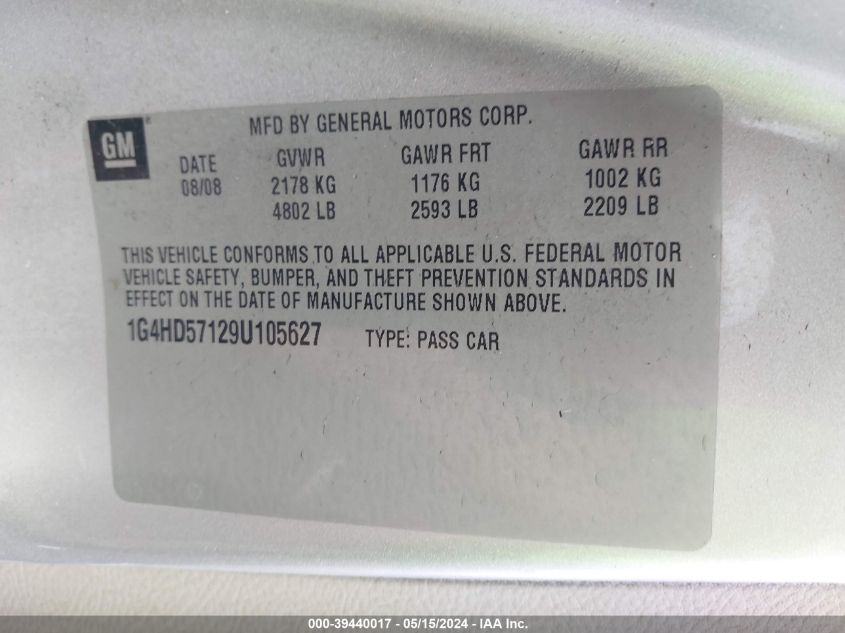 GM ®
MFD BY GENERAL MOTORS CORP.
DATE GVWR GAWR FRT GAWR RR
08/08 2178 KG 1176 KG 1002 KG
4802 LB 2593 LB 2209 LB
THIS VEHICLE CONFORMS TO ALL APPLICABLE U.S. FEDERAL MOTOR
VEHICLE SAFETY, BUMPER, AND THEFT PREVENTION STANDARDS IN
EFFECT ON THE DATE OF MANUFACTURE SHOWN ABOVE.
1G4HD57129U105627 TYPE: PASS CAR
000-39440017 - 05/15/2024 - IAA Inc.